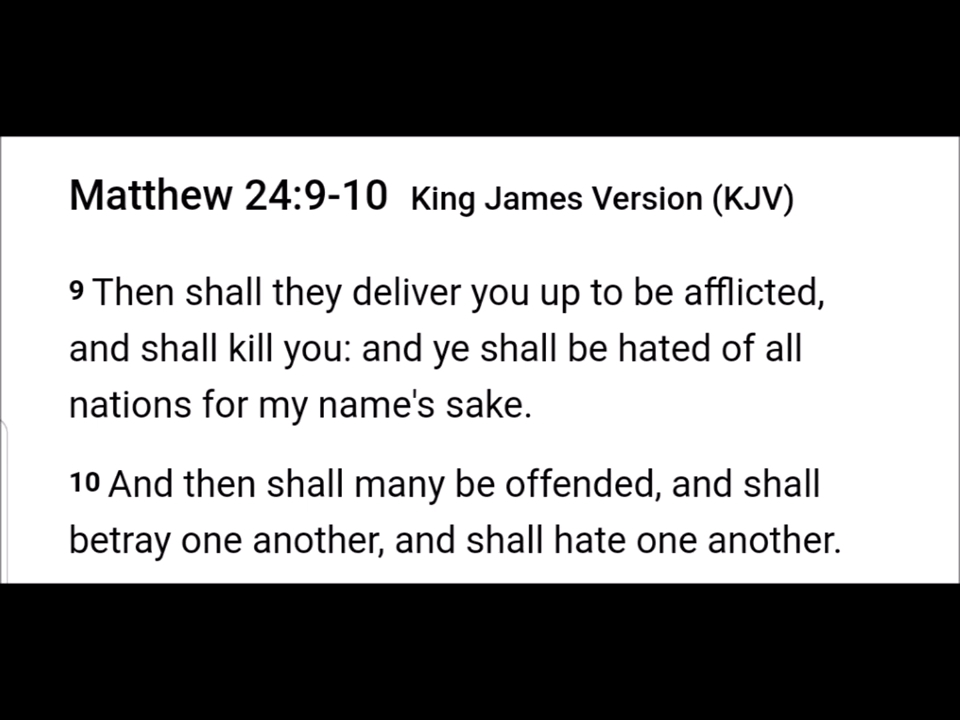 Matthew 24:9-10 King James Version (KJV)
9 Then shall they deliver you up to be afflicted,
and shall kill you: and ye shall be hated of all
nations for my name's sake.
10 And then shall many be offended, and shall
betray one another, and shall hate one another.